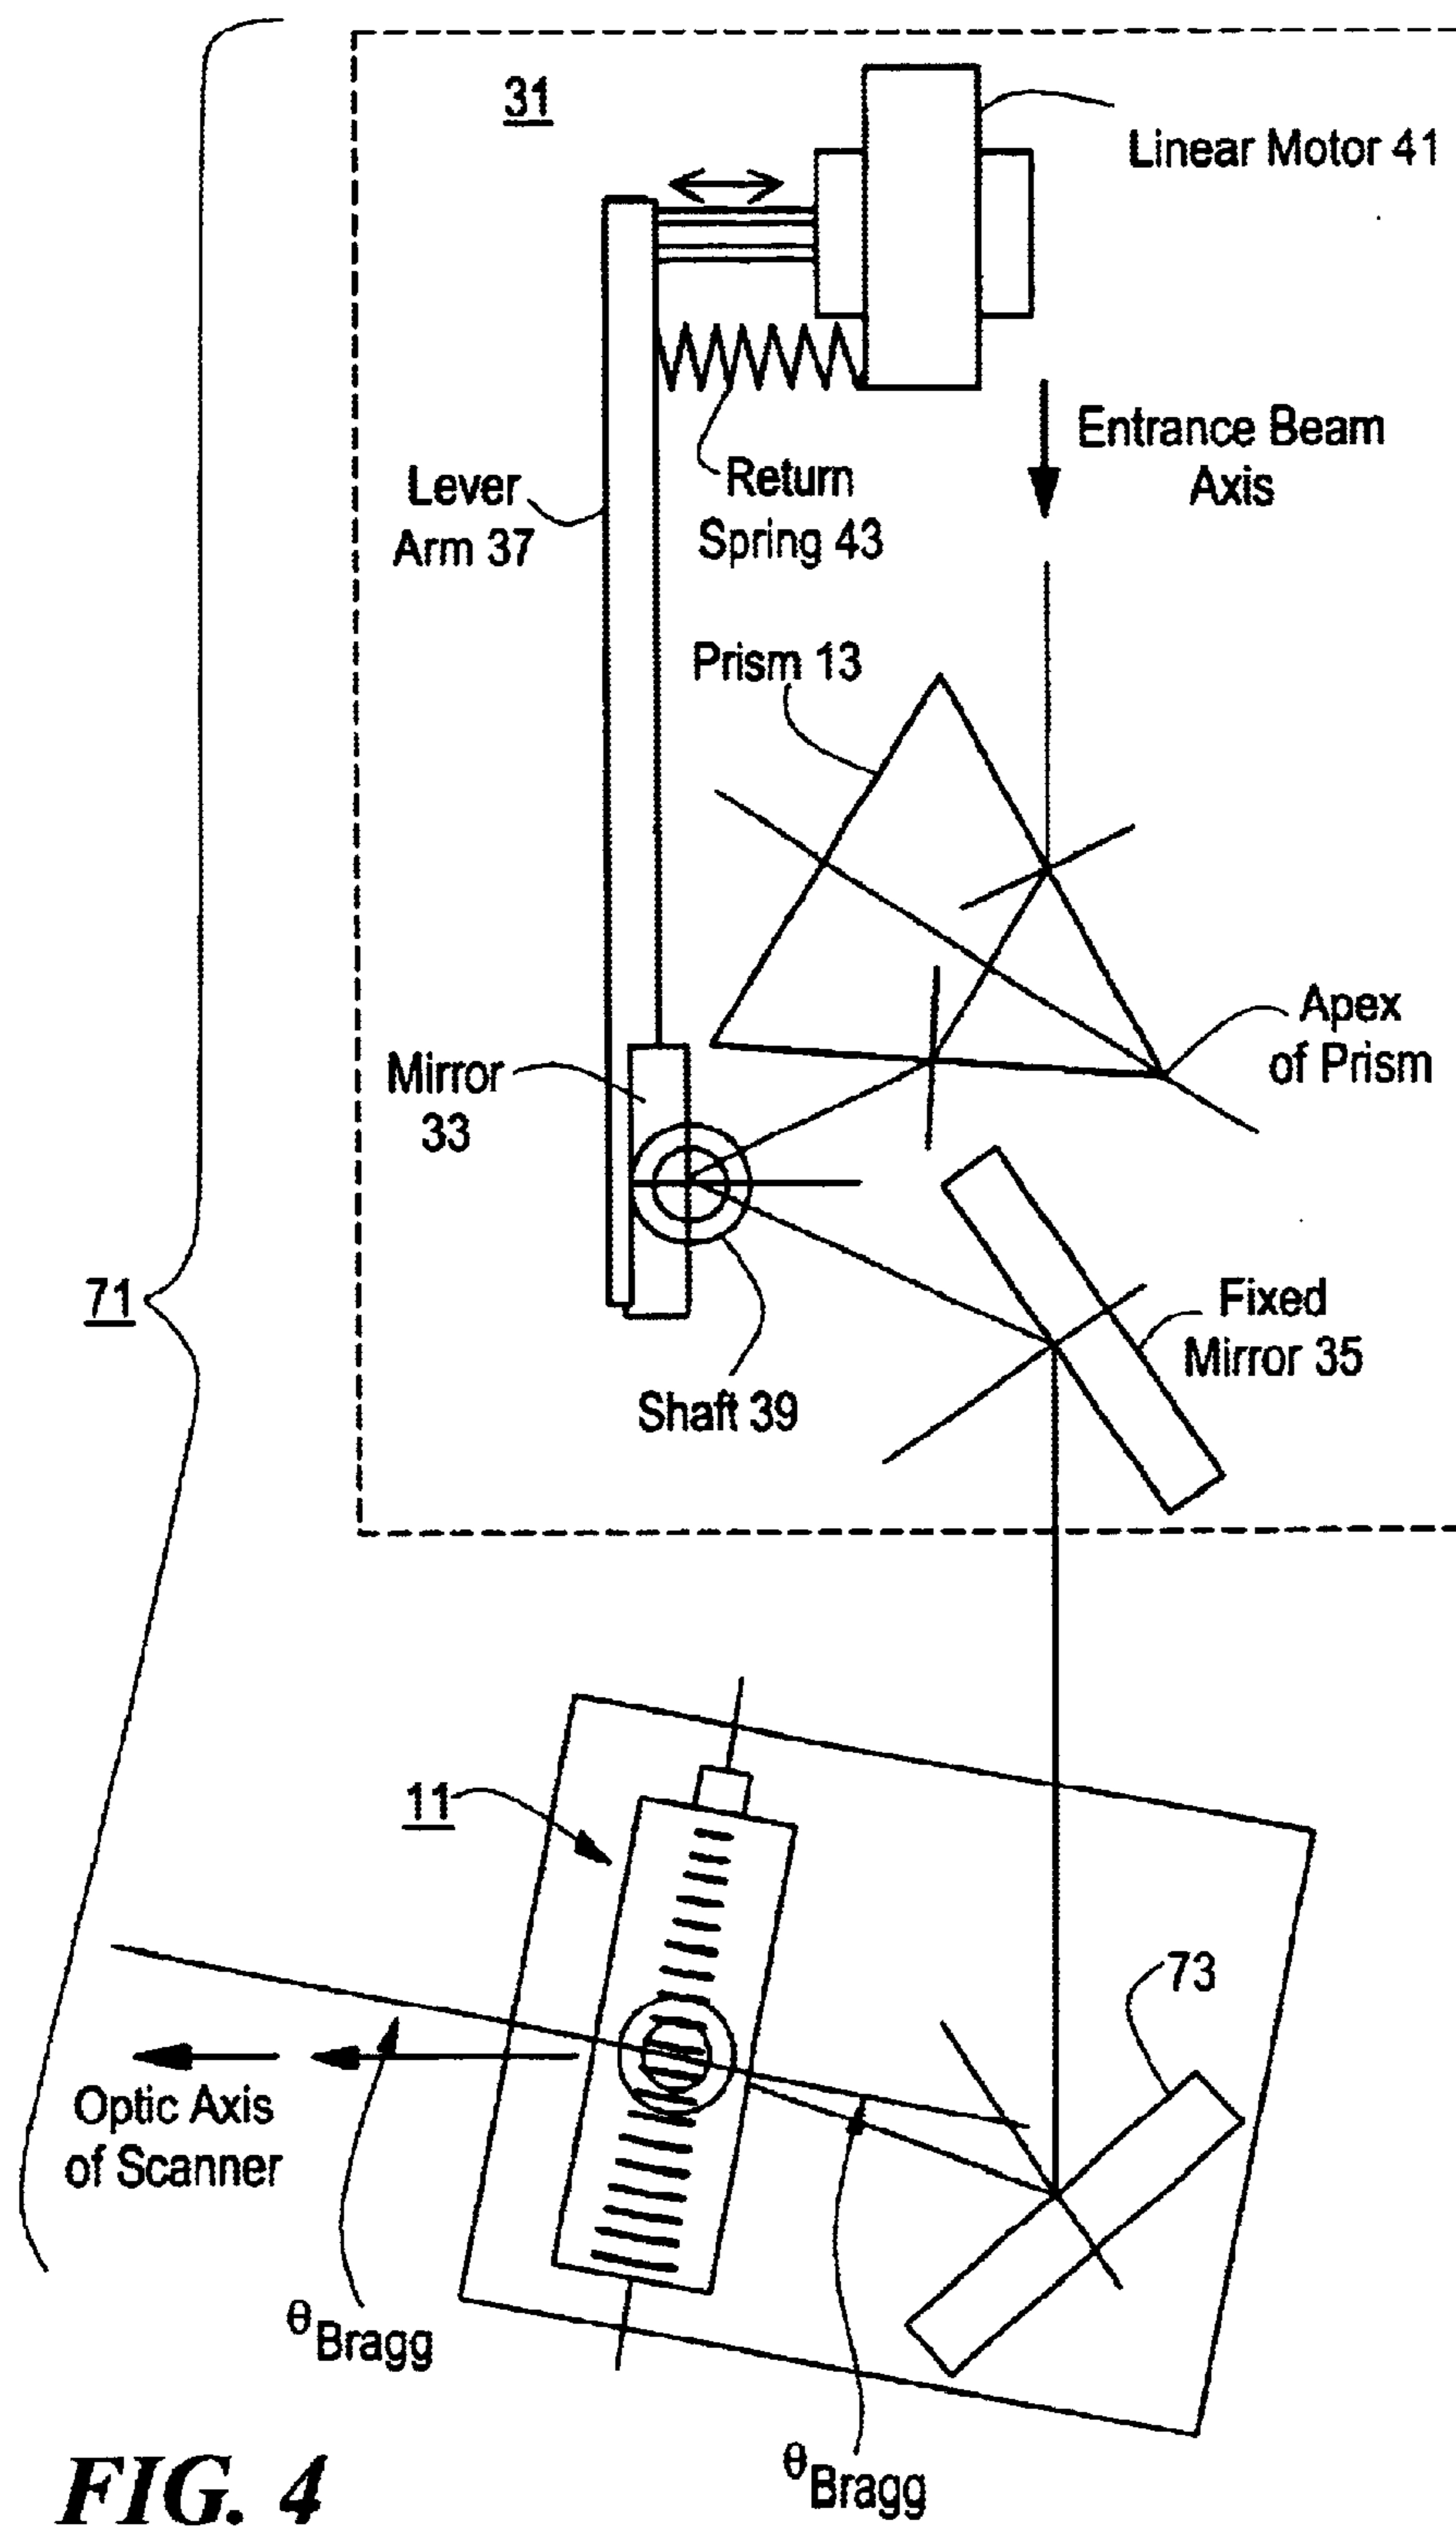 31
Linear Motor 41
Entrance Beam
Axis
Lever
Arm 37
Return
Spring 43
Prism 13
Apex
of Prism
Mirror
33
Fixed
Mirror 35
Shaft 39
71
11
73
Optic Axis
of Scanner
θBragg
θBragg
FIG. 4